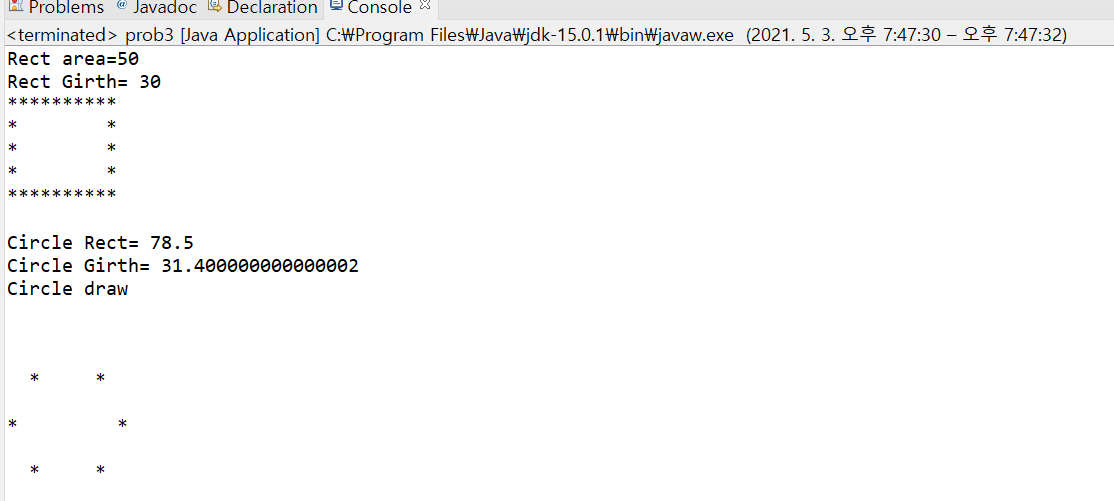 Problems @ Javadoc Declaration Console
<terminated> prob3 [Java Application] C:₩Program Files₩Java₩jdk-15.0.1₩bin₩javaw.exe (2021. 5. 3. 오후 7:47:30 – 오후 7:47:32)
Rect area=50
Rect Girth= 30
**********
*        *
*        *
*        *
**********
Circle Rect= 78.5
Circle Girth= 31.400000000000002
Circle draw
  *     *
*         *
  *     *